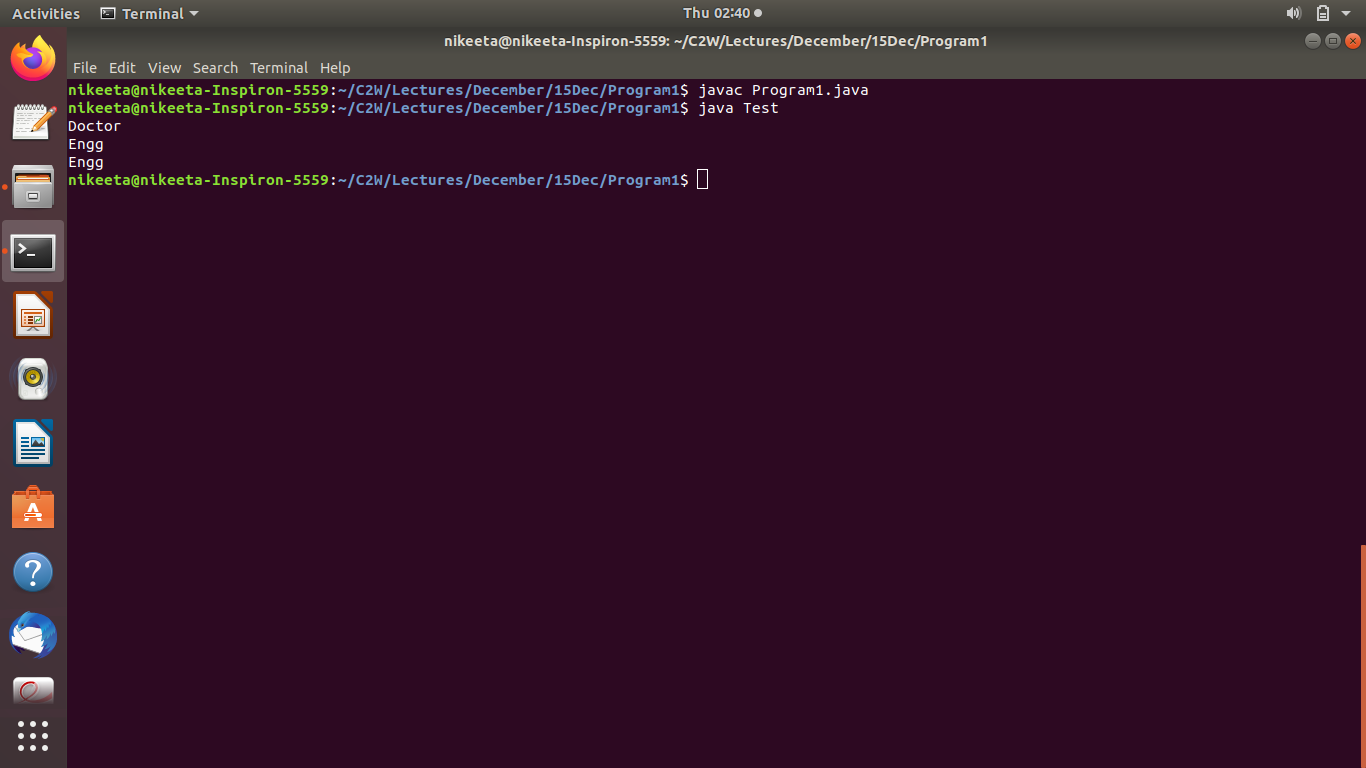 Activities Terminal Thu 02:40
nikeeta@nikeeta-Inspiron-5559: ~/C2W/Lectures/December/15Dec/Program1
File Edit View Search Terminal Help
nikeeta@nikeeta-Inspiron-5559:~/C2W/Lectures/December/15Dec/Program1$ javac Program1.java
nikeeta@nikeeta-Inspiron-5559:~/C2W/Lectures/December/15Dec/Program1$ java Test
Doctor
Engg
Engg
nikeeta@nikeeta-Inspiron-5559:~/C2W/Lectures/December/15Dec/Program1$